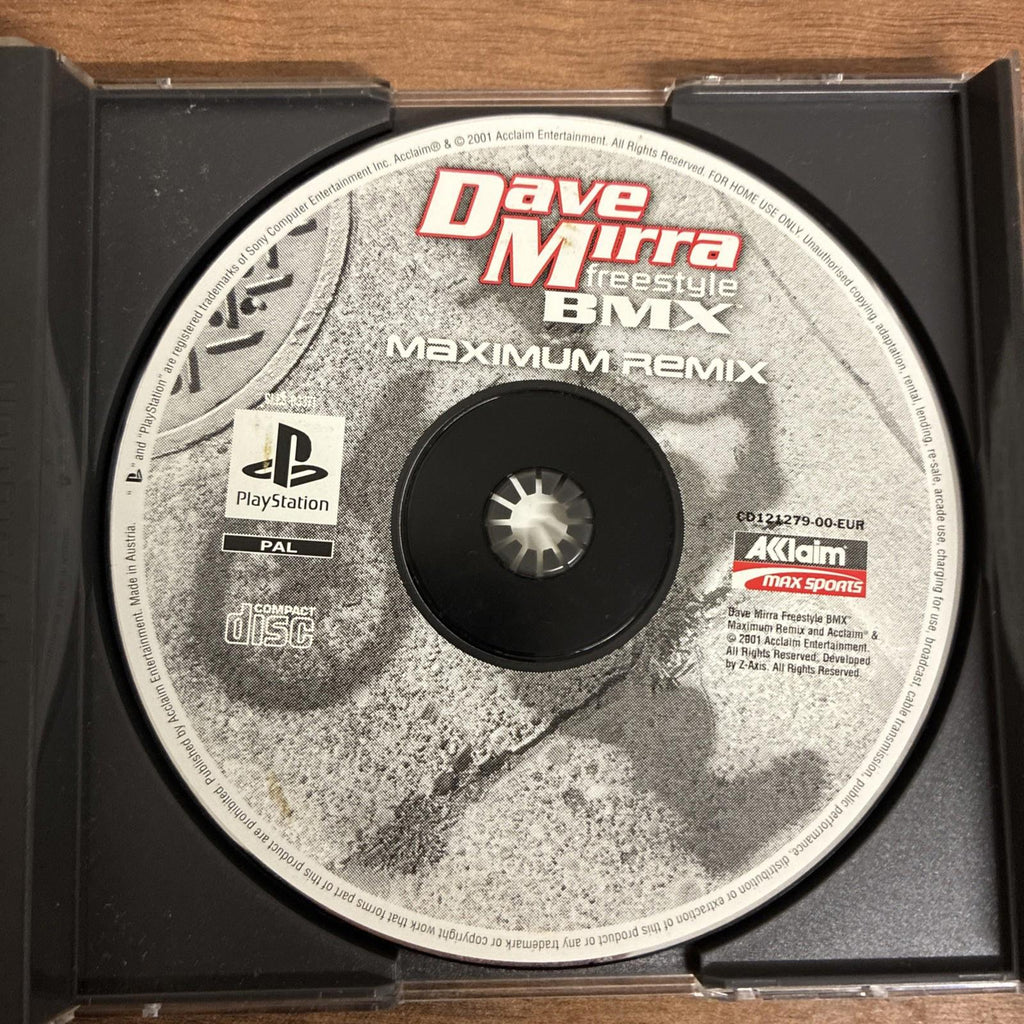 Dave
Mirra
freestyle
BMX
MAXIMUM REMIX
PlayStation
PAL
COMPACT
disc
CD121279-00-EUR
AKKlaim
MAX SPORTS
Dave Mirra Freestyle BMX
Maximum Remix and Acclaim® &
© 2001 Acclaim Entertainment.
All Rights Reserved. Developed
by Z-Axis. All Rights Reserved.
" and "PlayStation" are registered trademarks of Sony Computer Entertainment Inc. Acclaim® & © 2001 Acclaim Entertainment. All Rights Reserved. FOR HOME USE ONLY. Unauthorised copying, adaptation, rental, lending, re-sale, arcade use, charging for use, broadcast, cable transmission, public performance, distribution or extraction of this product or any trademark or copyright work that forms part of this product are prohibited. Published by Acclaim Entertainment. Made in Austria.